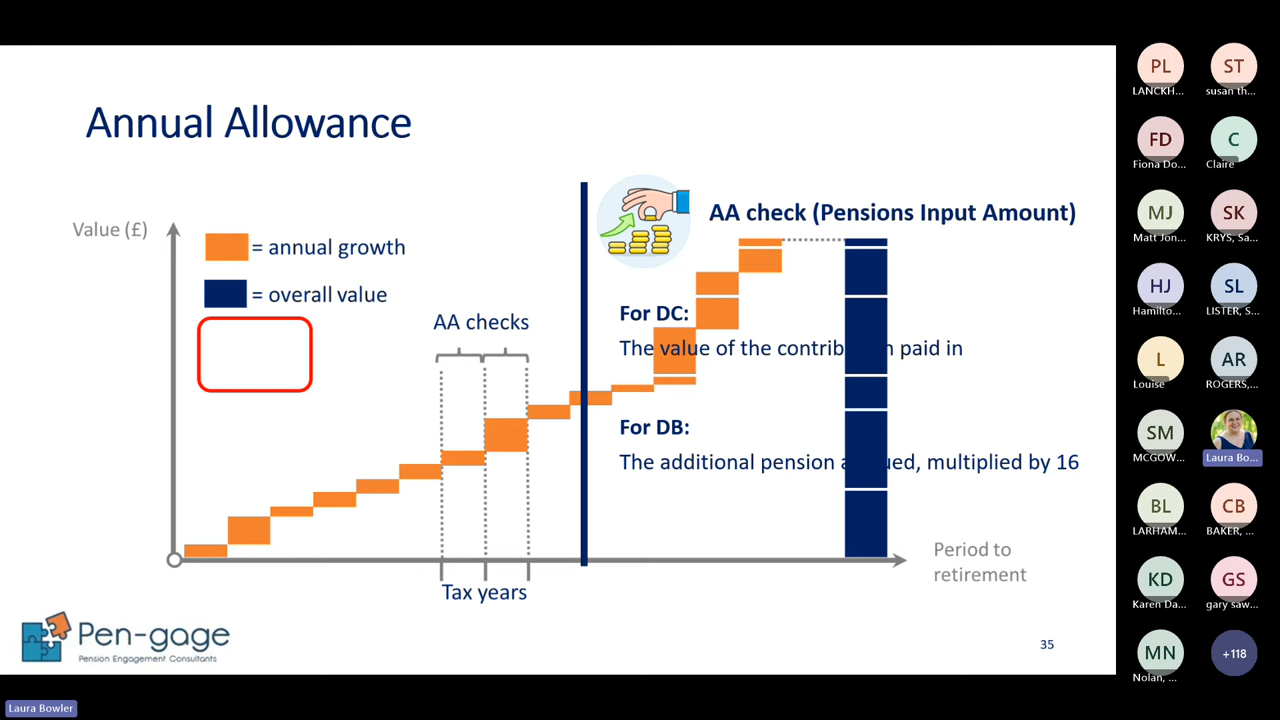 Annual Allowance
Value (£)
= annual growth
= overall value
AA checks
Tax years
AA check (Pensions Input Amount)
For DC:
The value of the contrib n paid in
For DB:
The additional pension a ued, multiplied by 16
Period to
retirement
Pen-gage
Pension Engagement Consultants
35
Laura Bowler
PL
LANCKH...
ST
susan th...
FD
Fiona Do...
C
Claire
MJ
Matt Jon...
SK
KRYS, Sa...
HJ
Hamilto...
SL
LISTER, S...
L
Louise
AR
ROGERS,...
SM
MCGOW...
Laura Bo...
BL
LARHAM...
CB
BAKER, ...
KD
Karen Da...
GS
gary saw...
MN
Nolan, ...
+118